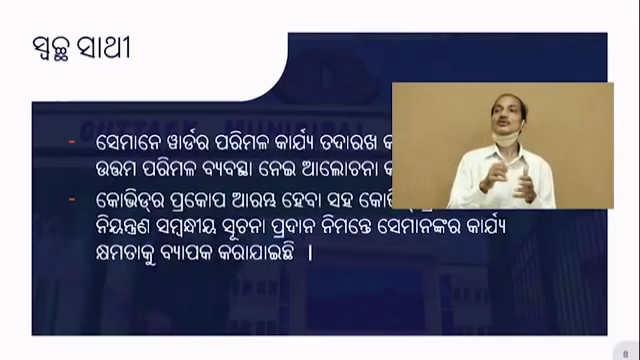 ସ୍ୱଚ୍ଛ ସାଥୀ
- ସେମାନେ ୱାର୍ଡର ପରିମଳ କାର୍ଯ୍ୟ ତଦାରଖ
ଉତ୍ତମ ପରିମଳ ବ୍ୟବସ୍ଥା ନେଇ ଆଲୋଚନା
- କୋଭିଡ୍‌ର ପ୍ରକୋପ ଆରମ୍ଭ ହେବା ସହ
ନିୟନ୍ତ୍ରଣ ସମ୍ବନ୍ଧୀୟ ସୂଚନା ପ୍ରଦାନ ନିମନ୍ତେ ସେମାନଙ୍କର କାର୍ଯ୍ୟ
କ୍ଷମତାକୁ ବ୍ୟାପକ କରାଯାଇଛି ।